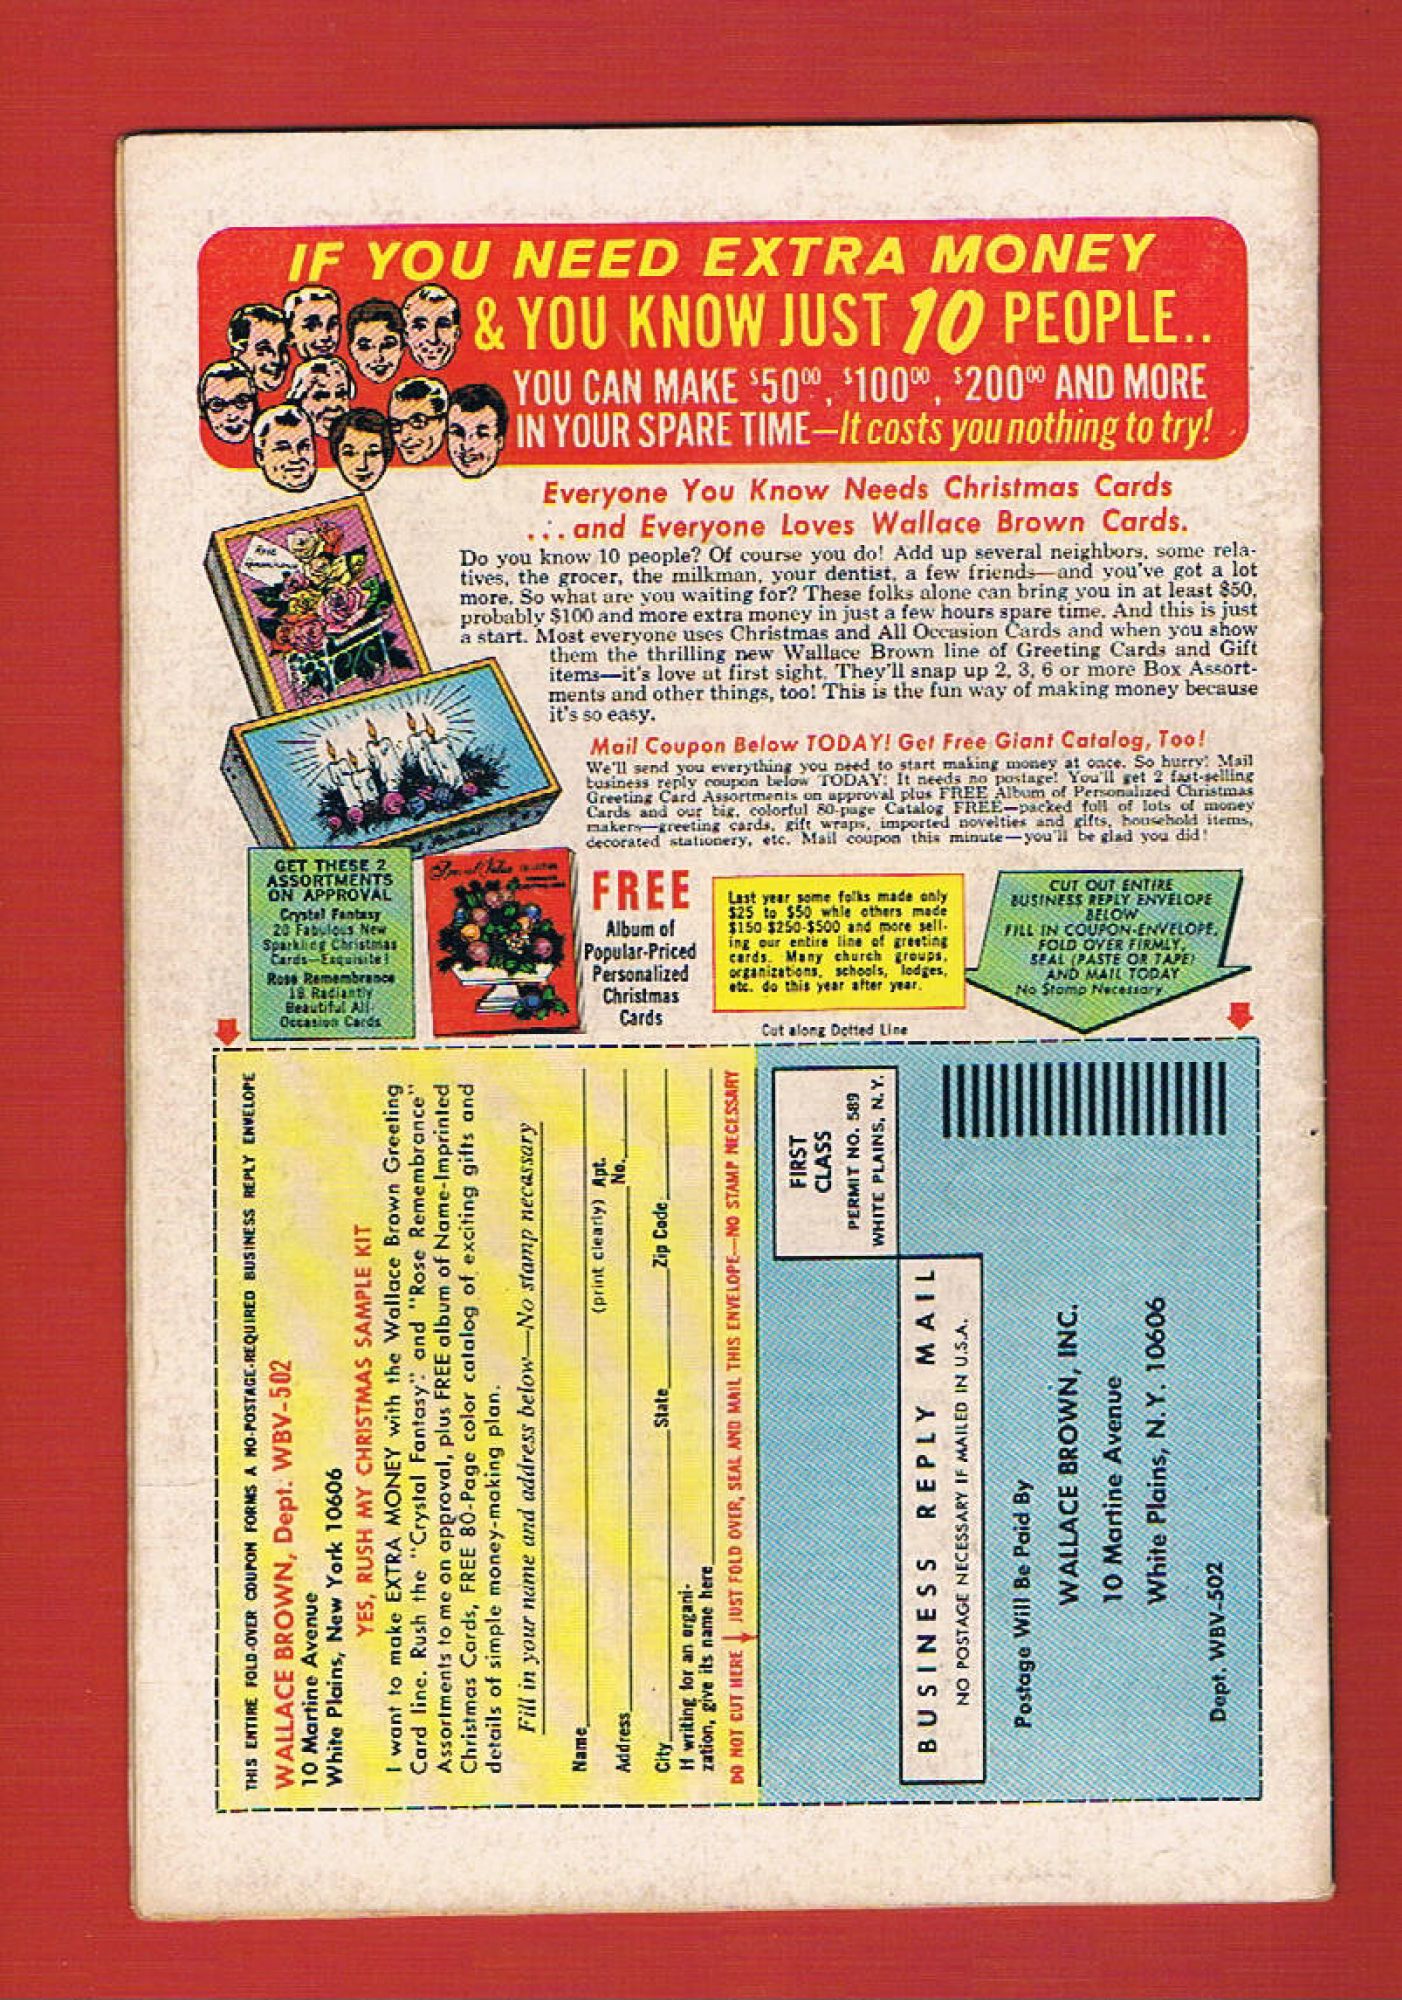 IF YOU NEED EXTRA MONEY
& YOU KNOW JUST 10 PEOPLE..
YOU CAN MAKE $50.00, $100.00, $200.00 AND MORE
IN YOUR SPARE TIME—It costs you nothing to try!
Everyone You Know Needs Christmas Cards
...and Everyone Loves Wallace Brown Cards.
Do you know 10 people? Of course you do! Add up several neighbors, some rela-
tives, the grocer, the milkman, your dentist, a few friends—and you've got a lot
more. So what are you waiting for? These folks alone can bring you in at least $50,
probably $100 and more extra money in just a few hours spare time. And this is just
a start. Most everyone uses Christmas and All Occasion Cards and when you show
them the thrilling new Wallace Brown line of Greeting Cards and Gift
items—it's love at first sight. They'll snap up 2, 3, 6 or more Box Assort-
ments and other things, too! This is the fun way of making money because
it's so easy.
Mail Coupon Below TODAY! Get Free Giant Catalog, Too!
We'll send you everything you need to start making money at once. So hurry! Mail
business reply coupon below TODAY! It needs no postage! You'll get 2 fast-selling
Greeting Card Assortments on approval plus FREE Album of Personalized Christmas
Cards and our big, colorful 80-page Catalog FREE—packed full of lots of money
makers—greeting cards, gift wraps, imported novelties and gifts, household items,
decorated stationery, etc. Mail coupon this minute—you'll be glad you did!
GET THESE 2
ASSORTMENTS
ON APPROVAL
Crystal Fantasy
20 Fabulous New
Sparkling Christmas
Cards—Exquisite!
Rose Remembrance
18 Radiantly
Beautiful All
Occasion Cards
FREE
Album of
Popular-Priced
Personalized
Christmas
Cards
Last year some folks made only
$25 to $50 while others made
$150-$250-$500 and more sell-
ing our entire line of greeting
cards. Many church groups,
organizations, schools, lodges,
etc. do this year after year.
CUT OUT ENTIRE
BUSINESS REPLY ENVELOPE
BELOW
FILL IN COUPON-ENVELOPE,
FOLD OVER FIRMLY,
SEAL (PASTE OR TAPE)
AND MAIL TODAY
No Stamp Necessary
Cut along Dotted Line
THIS ENTIRE FOLD-OVER COUPON FORMS A NO-POSTAGE-REQUIRED BUSINESS REPLY ENVELOPE
WALLACE BROWN, Dept. WBV-502
10 Martine Avenue
White Plains, New York 10606
YES, RUSH MY CHRISTMAS SAMPLE KIT
I want to make EXTRA MONEY with the Wallace Brown Greeting
Card line. Rush the "Crystal Fantasy" and "Rose Remembrance"
Assortments to me on approval, plus FREE album of Name-Imprinted
Christmas Cards, FREE 80-Page color catalog of exciting gifts and
details of simple money-making plan.
Fill in your name and address below—No stamp necessary
Name
(print clearly) Apt.
Address No.
City State Zip Code
If writing for an organi-
zation, give its name here
DO NOT CUT HERE JUST FOLD OVER, SEAL AND MAIL THIS ENVELOPE—NO STAMP NECESSARY
FIRST
CLASS
PERMIT NO. 589
WHITE PLAINS, N.Y.
BUSINESS REPLY MAIL
NO POSTAGE NECESSARY IF MAILED IN U.S.A.
Postage Will Be Paid By
WALLACE BROWN, INC.
10 Martine Avenue
White Plains, N.Y. 10606
Dept. WBV-502